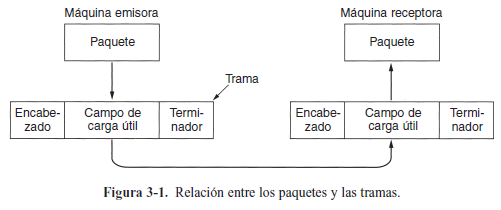 Máquina emisora
Máquina receptora
Paquete
Paquete
Trama
Encabe-
zado
Campo de
carga útil
Termi-
nador
Encabe-
zado
Campo de
carga útil
Termi-
nador
Figura 3-1. Relación entre los paquetes y las tramas.